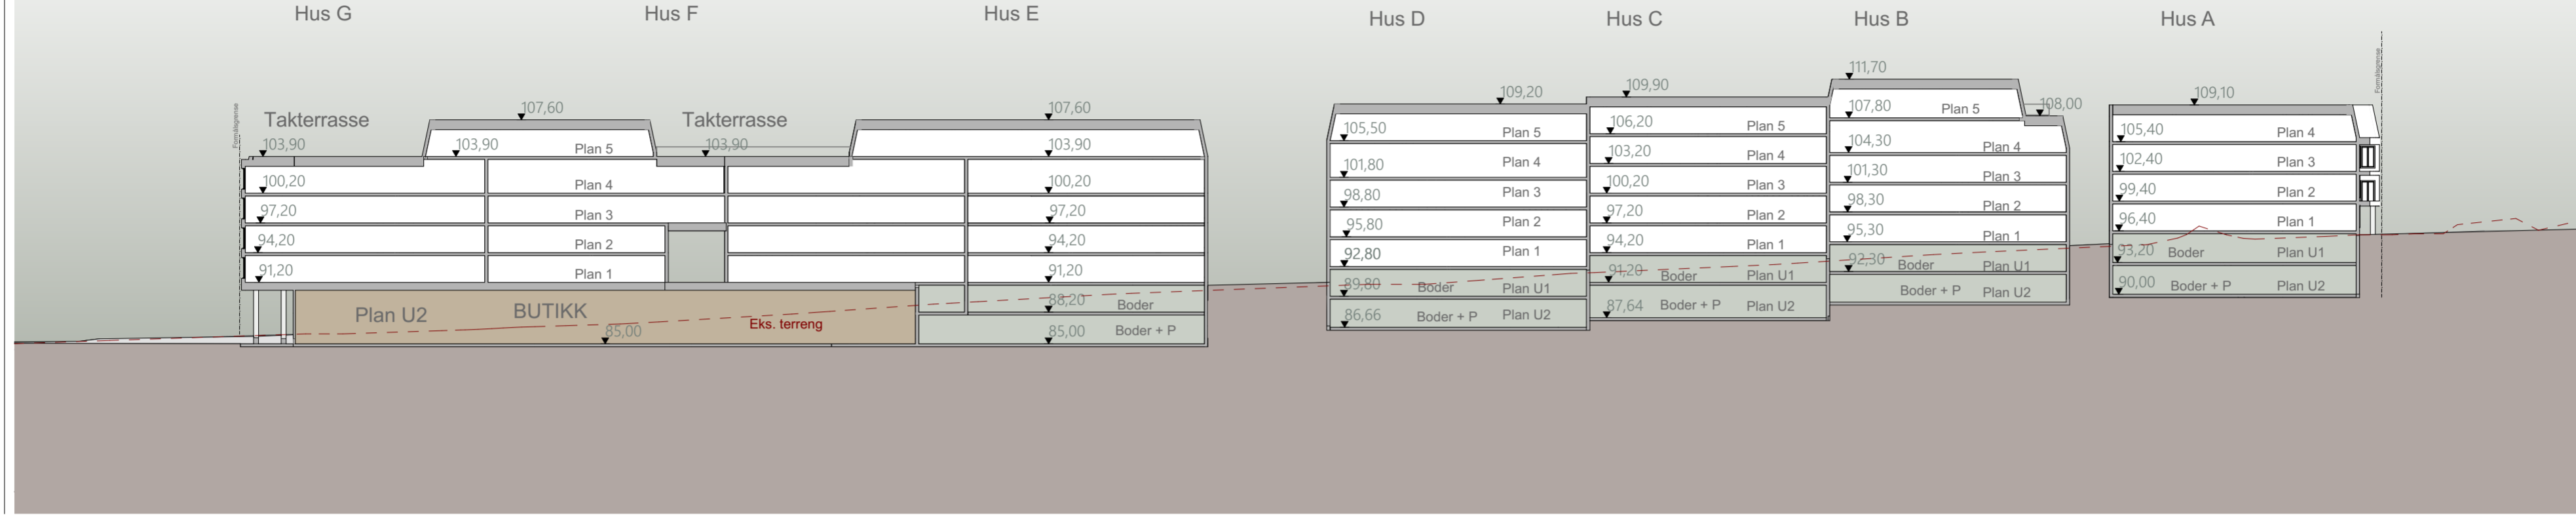 Hus G
Hus F
Hus E
Hus D
Hus C
Hus B
Hus A
Formålsgrense
Takterrasse
103,90
107,60
103,90
Plan 5
Takterrasse
103,90
107,60
103,90
100,20
Plan 4
100,20
97,20
Plan 3
97,20
94,20
Plan 2
94,20
91,20
Plan 1
91,20
Plan U2
BUTIKK
85,00
Eks. terreng
88,20
Boder
85,00
Boder + P
109,20
105,50
Plan 5
101,80
Plan 4
98,80
Plan 3
95,80
Plan 2
92,80
Plan 1
89,80
Boder
Plan U1
86,66
Boder + P
Plan U2
109,90
106,20
Plan 5
103,20
Plan 4
100,20
Plan 3
97,20
Plan 2
94,20
Plan 1
91,20
Boder
Plan U1
87,64
Boder + P
Plan U2
111,70
107,80
Plan 5
108,00
104,30
Plan 4
101,30
Plan 3
98,30
Plan 2
95,30
Plan 1
92,30
Boder
Plan U1
Boder + P
Plan U2
109,10
105,40
Plan 4
102,40
Plan 3
99,40
Plan 2
96,40
Plan 1
93,20
Boder
Plan U1
90,00
Boder + P
Plan U2
Formålsgrense